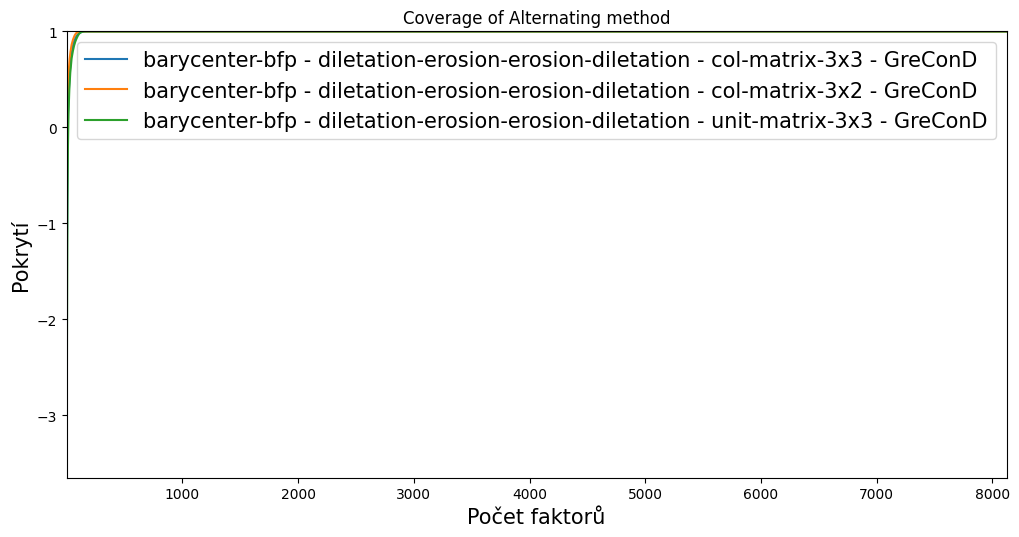 Coverage of Alternating method
barycenter-bfp - diletation-erosion-erosion-diletation - col-matrix-3x3 - GreConD
barycenter-bfp - diletation-erosion-erosion-diletation - col-matrix-3x2 - GreConD
barycenter-bfp - diletation-erosion-erosion-diletation - unit-matrix-3x3 - GreConD
Pokrytí
1
0
−1
−2
−3
1000 2000 3000 4000 5000 6000 7000 8000
Počet faktorů